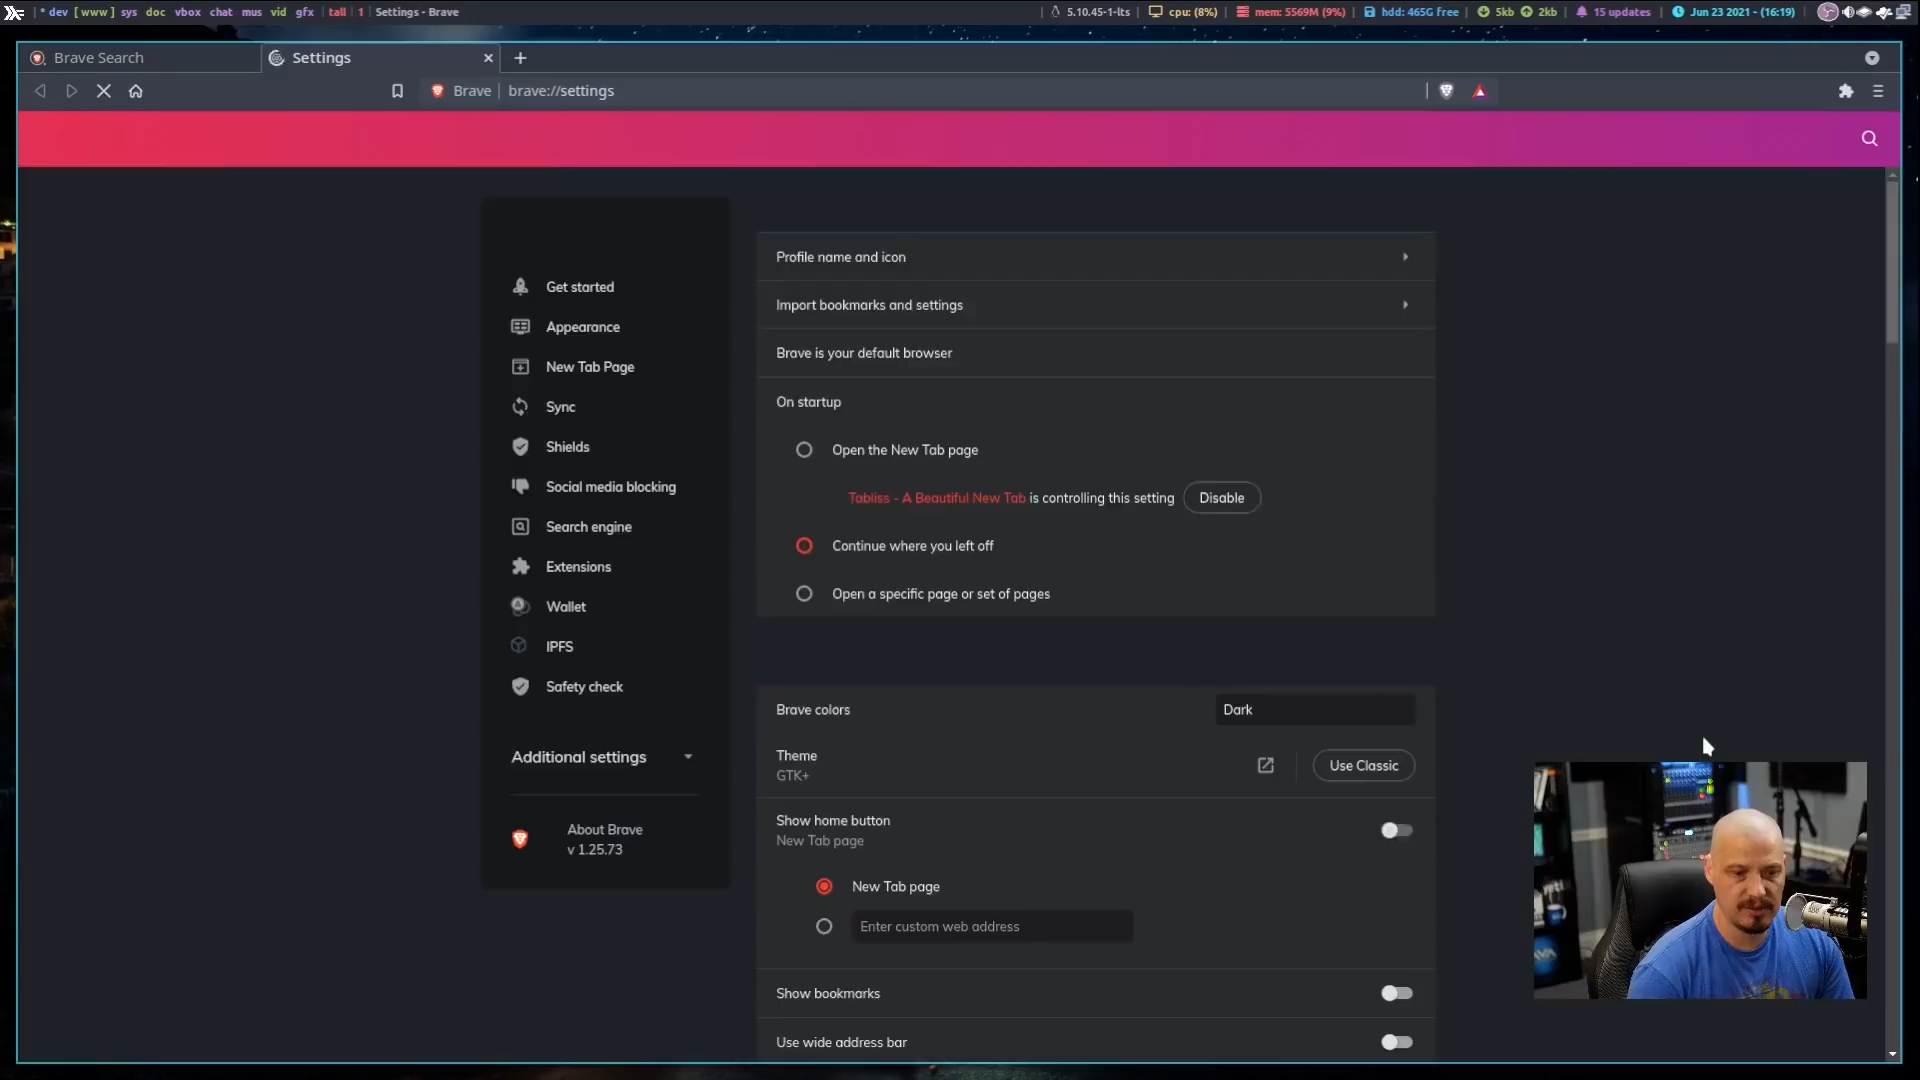 * dev [ www ] sys doc vbox chat mus vid gfx | tall | 1 | Settings - Brave
| 5.10.45-1-lts | cpu: (8%) | mem: 5569M (9%) | hdd: 465G free | 5kb 2kb | 15 updates | Jun 23 2021 - (16:19) |
Brave Search
Settings
Brave | brave://settings
Get started
Appearance
New Tab Page
Sync
Shields
Social media blocking
Search engine
Extensions
Wallet
IPFS
Safety check
Additional settings
About Brave
v 1.25.73
Profile name and icon
Import bookmarks and settings
Brave is your default browser
On startup
Open the New Tab page
Tabliss - A Beautiful New Tab is controlling this setting Disable
Continue where you left off
Open a specific page or set of pages
Brave colors Dark
Theme
GTK+
Use Classic
Show home button
New Tab page
New Tab page
Enter custom web address
Show bookmarks
Use wide address bar